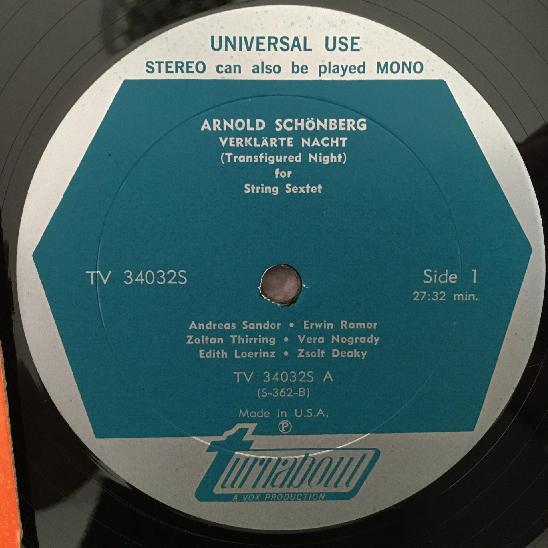 UNIVERSAL USE
STEREO can also be played MONO
ARNOLD SCHÖNBERG
VERKLÄRTE NACHT
(Transfigured Night)
for
String Sextet
TV 34032S
Side 1
27:32 min.
Andreas Sandor • Erwin Ramor
Zoltan Thirring • Vera Nogrady
Edith Loerinz • Zsolt Deaky
TV 34032S A
(S-362-B)
Made in U.S.A.
Ⓟ
turnabout
A VOX PRODUCTION